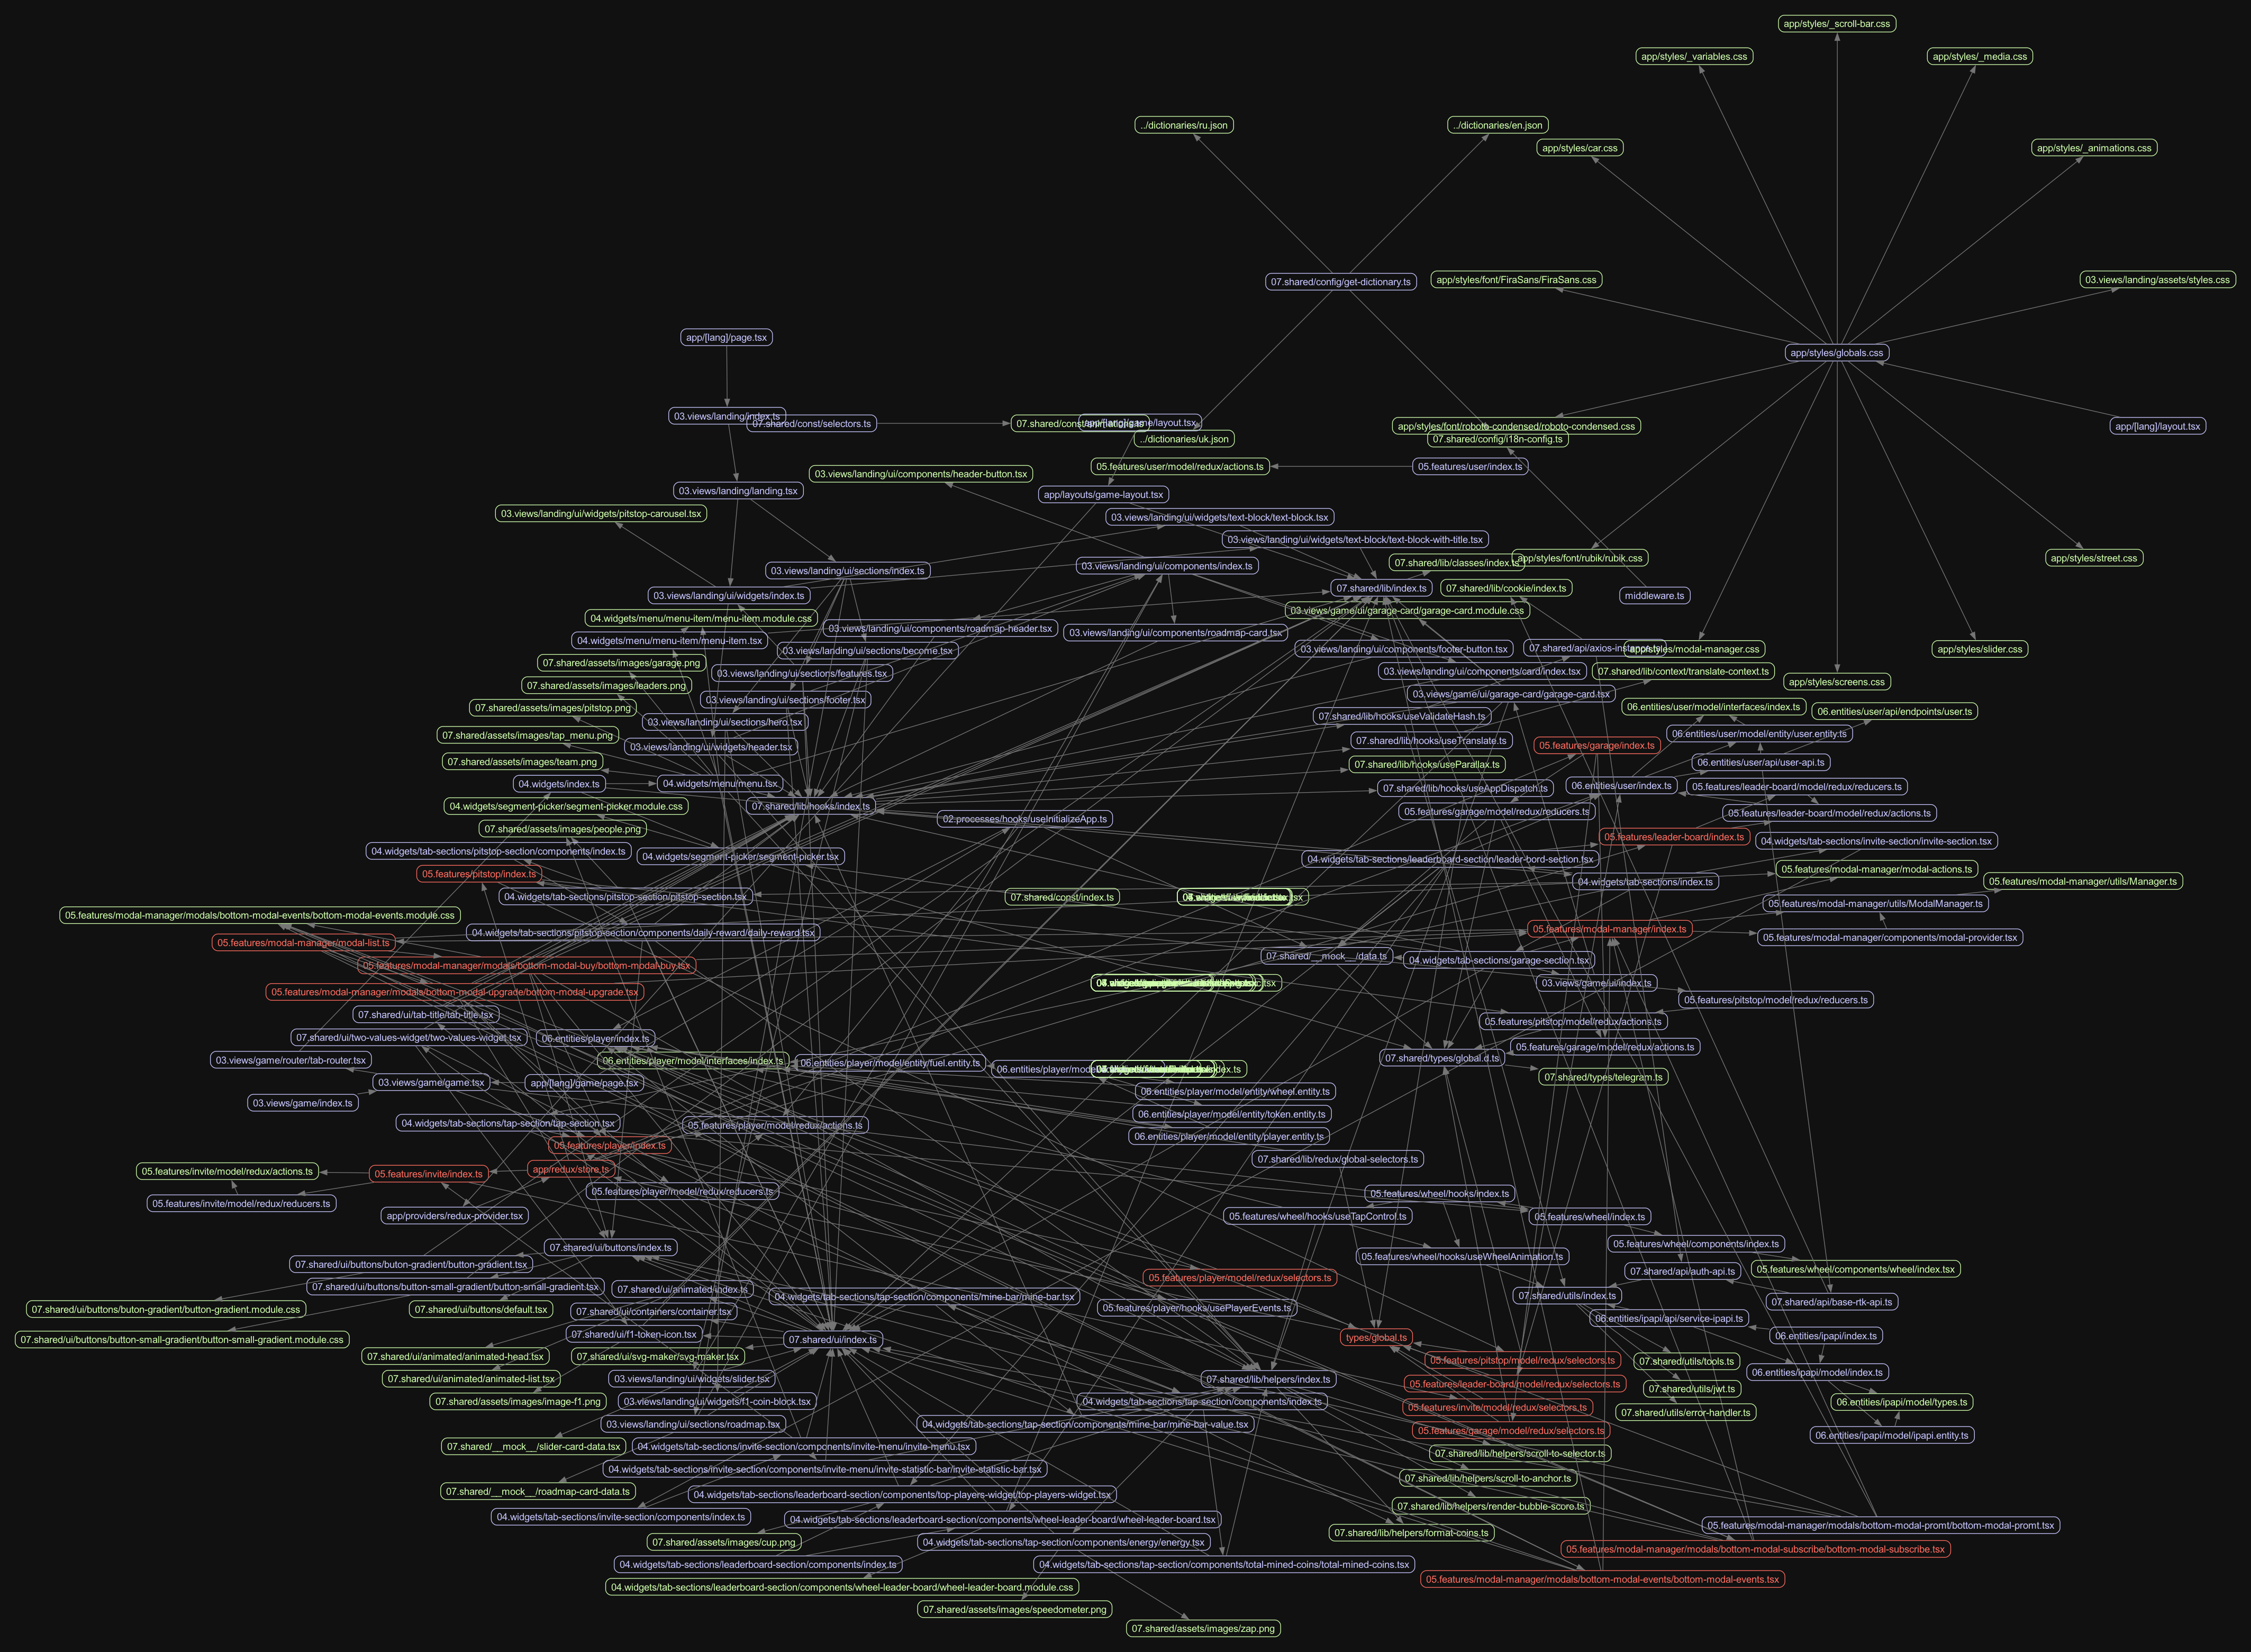 app/styles/_scroll-bar.css
app/styles/_variables.css
app/styles/_media.css
../dictionaries/ru.json
../dictionaries/en.json
app/styles/car.css
app/styles/_animations.css
app/styles/font/FiraSans/FiraSans.css
03.views/landing/assets/styles.css
07.shared/config/get-dictionary.ts
app/[lang]/page.tsx
app/styles/globals.css
03.views/landing/index.ts
07.shared/const/selectors.ts
07.shared/const/animations.ts
app/[lang]/game/layout.tsx
app/styles/font/roboto-condensed/roboto-condensed.css
app/[lang]/layout.tsx
../dictionaries/uk.json
07.shared/config/i18n-config.ts
05.features/user/model/redux/actions.ts
05.features/user/index.ts
03.views/landing/ui/components/header-button.tsx
03.views/landing/landing.tsx
app/layouts/game-layout.tsx
03.views/landing/ui/widgets/pitstop-carousel.tsx
03.views/landing/ui/widgets/text-block/text-block.tsx
03.views/landing/ui/widgets/text-block/text-block-with-title.tsx
app/styles/font/rubik/rubik.css
app/styles/street.css
03.views/landing/ui/sections/index.ts
03.views/landing/ui/components/index.ts
07.shared/lib/classes/index.ts
03.views/landing/ui/widgets/index.ts
07.shared/lib/index.ts
07.shared/lib/cookie/index.ts
middleware.ts
03.views/game/ui/garage-card/garage-card.module.css
04.widgets/menu/menu-item/menu-item.module.css
03.views/landing/ui/components/roadmap-header.tsx
03.views/landing/ui/components/roadmap-card.tsx
04.widgets/menu/menu-item/menu-item.tsx
03.views/landing/ui/sections/become.tsx
03.views/landing/ui/components/footer-button.tsx
07.shared/api/axios-instance.ts
app/styles/modal-manager.css
app/styles/slider.css
07.shared/assets/images/garage.png
03.views/landing/ui/sections/features.tsx
03.views/landing/ui/components/card/index.tsx
07.shared/lib/context/translate-context.ts
app/styles/screens.css
07.shared/assets/images/leaders.png
03.views/landing/ui/sections/footer.tsx
03.views/game/ui/garage-card/garage-card.tsx
07.shared/assets/images/pitstop.png
06.entities/user/model/interfaces/index.ts
06.entities/user/api/endpoints/user.ts
03.views/landing/ui/sections/hero.tsx
07.shared/lib/hooks/useValidateHash.ts
07.shared/assets/images/tap_menu.png
06.entities/user/model/entity/user.entity.ts
03.views/landing/ui/widgets/header.tsx
07.shared/lib/hooks/useTranslate.ts
05.features/garage/index.ts
07.shared/assets/images/team.png
07.shared/lib/hooks/useParallax.ts
06.entities/user/api/user-api.ts
04.widgets/index.ts
04.widgets/menu/menu.tsx
07.shared/lib/hooks/useAppDispatch.ts
06.entities/user/index.ts
05.features/leader-board/model/redux/reducers.ts
04.widgets/segment-picker/segment-picker.module.css
07.shared/lib/hooks/index.ts
05.features/garage/model/redux/reducers.ts
05.features/leader-board/model/redux/actions.ts
07.shared/assets/images/people.png
02.processes/hooks/useInitializeApp.ts
05.features/leader-board/index.ts
04.widgets/tab-sections/invite-section/invite-section.tsx
04.widgets/tab-sections/pitstop-section/components/index.ts
04.widgets/segment-picker/segment-picker.tsx
04.widgets/tab-sections/leaderboard-section/leader-bord-section.tsx
05.features/modal-manager/modal-actions.ts
05.features/pitstop/index.ts
04.widgets/tab-sections/index.ts
05.features/modal-manager/utils/Manager.ts
04.widgets/tab-sections/pitstop-section/pitstop-section.tsx
07.shared/const/index.ts
05.features/modal-manager/utils/ModalManager.ts
05.features/modal-manager/modals/bottom-modal-events/bottom-modal-events.module.css
04.widgets/tab-sections/pitstop-section/components/daily-reward/daily-reward.tsx
05.features/modal-manager/index.ts
05.features/modal-manager/components/modal-provider.tsx
05.features/modal-manager/modal-list.ts
07.shared/__mock__/data.ts
04.widgets/tab-sections/garage-section.tsx
05.features/modal-manager/modals/bottom-modal-buy/bottom-modal-buy.tsx
03.views/game/ui/index.ts
05.features/modal-manager/modals/bottom-modal-upgrade/bottom-modal-upgrade.tsx
05.features/pitstop/model/redux/reducers.ts
07.shared/ui/tab-title/tab-title.tsx
05.features/pitstop/model/redux/actions.ts
07.shared/ui/two-values-widget/two-values-widget.tsx
06.entities/player/index.ts
05.features/garage/model/redux/actions.ts
03.views/game/router/tab-router.tsx
06.entities/player/model/interfaces/index.ts
06.entities/player/model/entity/fuel.entity.ts
07.shared/types/global.d.ts
07.shared/types/telegram.ts
03.views/game/game.tsx
app/[lang]/game/page.tsx
06.entities/player/model/entity/wheel.entity.ts
03.views/game/index.ts
06.entities/player/model/entity/token.entity.ts
04.widgets/tab-sections/tap-section/tap-section.tsx
05.features/player/model/redux/actions.ts
06.entities/player/model/entity/player.entity.ts
05.features/player/index.ts
07.shared/lib/redux/global-selectors.ts
05.features/invite/model/redux/actions.ts
05.features/invite/index.ts
app/redux/store.ts
05.features/player/model/redux/reducers.ts
05.features/wheel/hooks/index.ts
05.features/invite/model/redux/reducers.ts
app/providers/redux-provider.tsx
05.features/wheel/hooks/useTapControl.ts
05.features/wheel/index.ts
07.shared/ui/buttons/index.ts
05.features/wheel/components/index.ts
07.shared/ui/buttons/buton-gradient/button-gradient.tsx
05.features/wheel/hooks/useWheelAnimation.ts
07.shared/api/auth-api.ts
05.features/wheel/components/wheel/index.tsx
05.features/player/model/redux/selectors.ts
07.shared/ui/buttons/button-small-gradient/button-small-gradient.tsx
07.shared/ui/animated/index.ts
04.widgets/tab-sections/tap-section/components/mine-bar/mine-bar.tsx
07.shared/utils/index.ts
07.shared/api/base-rtk-api.ts
07.shared/ui/buttons/buton-gradient/button-gradient.module.css
07.shared/ui/buttons/default.tsx
07.shared/ui/containers/container.tsx
05.features/player/hooks/usePlayerEvents.ts
06.entities/ipapi/api/service-ipapi.ts
07.shared/ui/buttons/button-small-gradient/button-small-gradient.module.css
07.shared/ui/f1-token-icon.tsx
07.shared/ui/index.ts
types/global.ts
06.entities/ipapi/index.ts
07.shared/ui/animated/animated-head.tsx
07.shared/ui/svg-maker/svg-maker.tsx
05.features/pitstop/model/redux/selectors.ts
07.shared/utils/tools.ts
07.shared/ui/animated/animated-list.tsx
03.views/landing/ui/widgets/slider.tsx
07.shared/lib/helpers/index.ts
05.features/leader-board/model/redux/selectors.ts
07.shared/utils/jwt.ts
06.entities/ipapi/model/index.ts
07.shared/assets/images/image-f1.png
03.views/landing/ui/widgets/f1-coin-block.tsx
04.widgets/tab-sections/tap-section/components/index.ts
05.features/invite/model/redux/selectors.ts
07.shared/utils/error-handler.ts
06.entities/ipapi/model/types.ts
03.views/landing/ui/sections/roadmap.tsx
04.widgets/tab-sections/tap-section/components/mine-bar/mine-bar-value.tsx
05.features/garage/model/redux/selectors.ts
06.entities/ipapi/model/ipapi.entity.ts
07.shared/__mock__/slider-card-data.tsx
04.widgets/tab-sections/invite-section/components/invite-menu/invite-menu.tsx
07.shared/lib/helpers/scroll-to-selector.ts
04.widgets/tab-sections/invite-section/components/invite-menu/invite-statistic-bar/invite-statistic-bar.tsx
07.shared/lib/helpers/scroll-to-anchor.ts
07.shared/__mock__/roadmap-card-data.ts
04.widgets/tab-sections/leaderboard-section/components/top-players-widget/top-players-widget.tsx
07.shared/lib/helpers/render-bubble-score.ts
04.widgets/tab-sections/invite-section/components/index.ts
04.widgets/tab-sections/leaderboard-section/components/wheel-leader-board/wheel-leader-board.tsx
07.shared/lib/helpers/format-coins.ts
05.features/modal-manager/modals/bottom-modal-promt/bottom-modal-promt.tsx
07.shared/assets/images/cup.png
04.widgets/tab-sections/tap-section/components/energy/energy.tsx
05.features/modal-manager/modals/bottom-modal-subscribe/bottom-modal-subscribe.tsx
04.widgets/tab-sections/leaderboard-section/components/index.ts
04.widgets/tab-sections/tap-section/components/total-mined-coins/total-mined-coins.tsx
05.features/modal-manager/modals/bottom-modal-events/bottom-modal-events.tsx
04.widgets/tab-sections/leaderboard-section/components/wheel-leader-board/wheel-leader-board.module.css
07.shared/assets/images/speedometer.png
07.shared/assets/images/zap.png